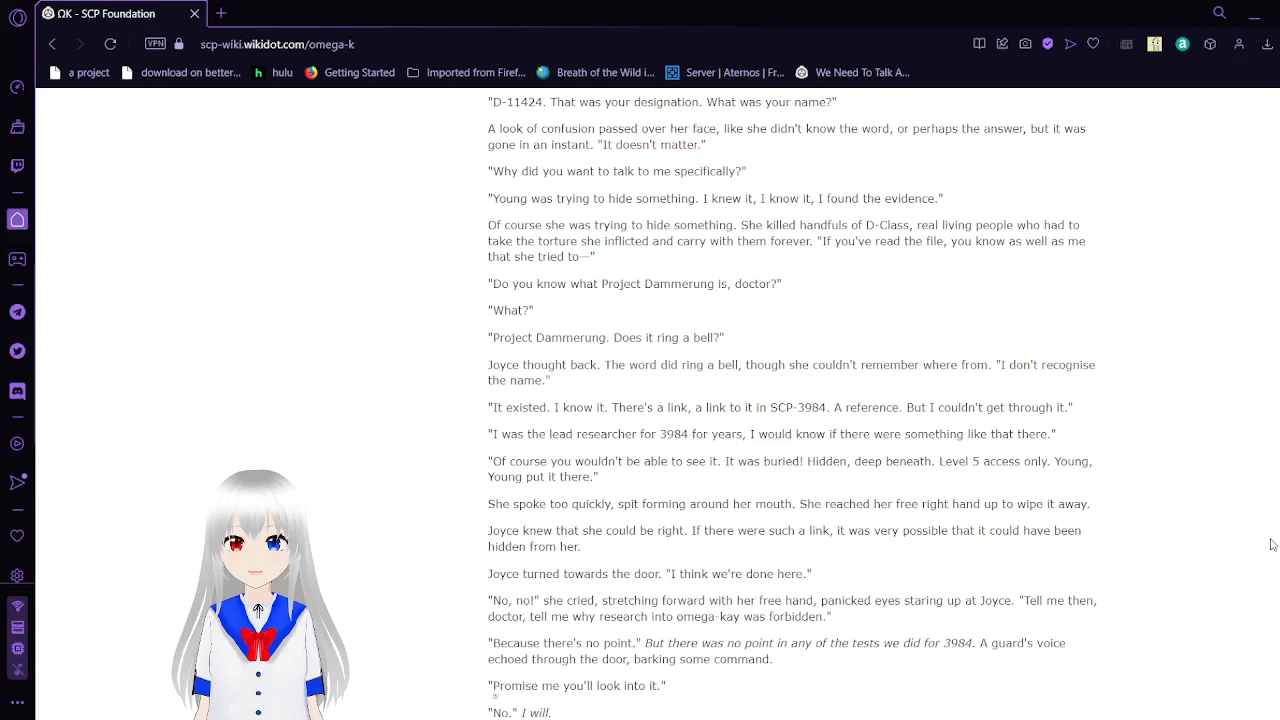 ΩK - SCP Foundation
VPN
scp-wiki.wikidot.com/omega-k
a project
download on better...
h
hulu
Getting Started
Imported from Firef...
Breath of the Wild i...
Server | Aternos | Fr...
We Need To Talk A...
"D-11424. That was your designation. What was your name?"
A look of confusion passed over her face, like she didn't know the word, or perhaps the answer, but it was
gone in an instant. "It doesn't matter."
"Why did you want to talk to me specifically?"
"Young was trying to hide something. I knew it, I know it, I found the evidence."
Of course she was trying to hide something. She killed handfuls of D-Class, real living people who had to
take the torture she inflicted and carry with them forever. "If you've read the file, you know as well as me
that she tried to—"
"Do you know what Project Dammerung is, doctor?"
"What?"
"Project Dammerung. Does it ring a bell?"
Joyce thought back. The word did ring a bell, though she couldn't remember where from. "I don't recognise
the name."
"It existed. I know it. There's a link, a link to it in SCP-3984. A reference. But I couldn't get through it."
"I was the lead researcher for 3984 for years, I would know if there were something like that there."
"Of course you wouldn't be able to see it. It was buried! Hidden, deep beneath. Level 5 access only. Young,
Young put it there."
She spoke too quickly, spit forming around her mouth. She reached her free right hand up to wipe it away.
Joyce knew that she could be right. If there were such a link, it was very possible that it could have been
hidden from her.
Joyce turned towards the door. "I think we're done here."
"No, no!" she cried, stretching forward with her free hand, panicked eyes staring up at Joyce. "Tell me then,
doctor, tell me why research into omega-kay was forbidden."
"Because there's no point." But there was no point in any of the tests we did for 3984. A guard's voice
echoed through the door, barking some command.
"Promise me you'll look into it."
"No." I will.